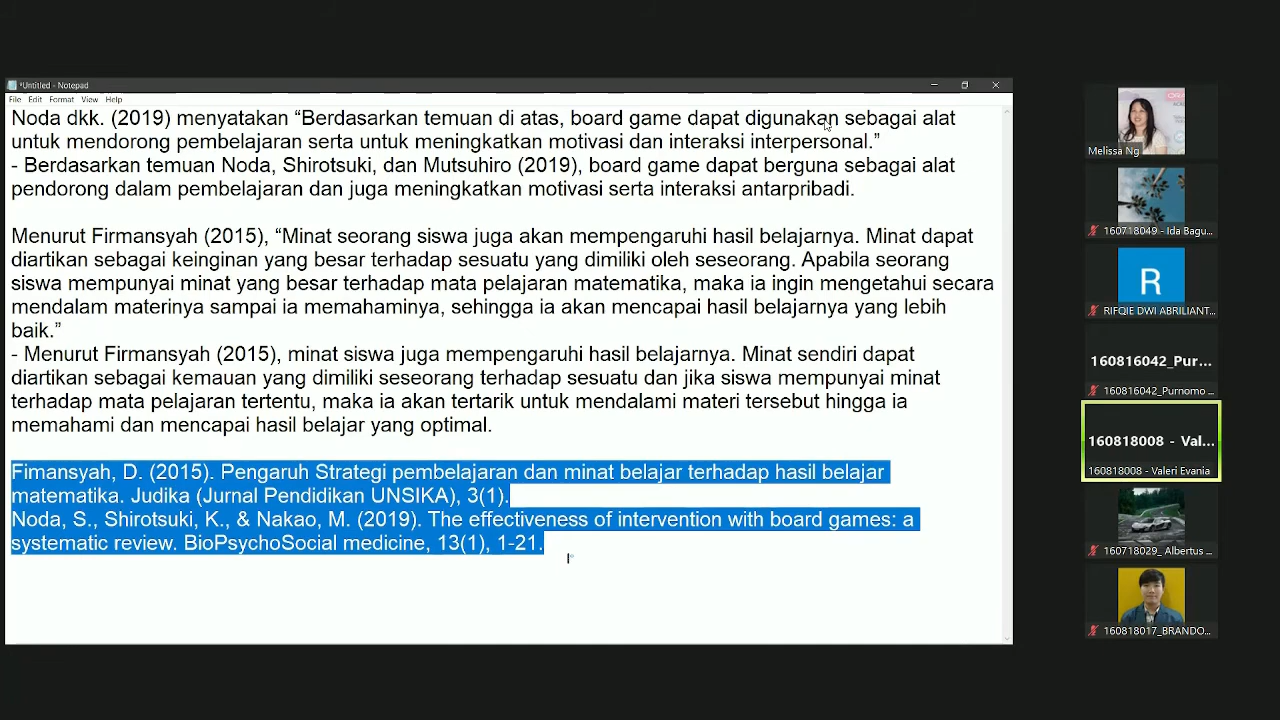 *Untitled - Notepad
File Edit Format View Help
Noda dkk. (2019) menyatakan “Berdasarkan temuan di atas, board game dapat digunakan sebagai alat
untuk mendorong pembelajaran serta untuk meningkatkan motivasi dan interaksi interpersonal.”
- Berdasarkan temuan Noda, Shirotsuki, dan Mutsuhiro (2019), board game dapat berguna sebagai alat
pendorong dalam pembelajaran dan juga meningkatkan motivasi serta interaksi antarpribadi.
Menurut Firmansyah (2015), “Minat seorang siswa juga akan mempengaruhi hasil belajarnya. Minat dapat
diartikan sebagai keinginan yang besar terhadap sesuatu yang dimiliki oleh seseorang. Apabila seorang
siswa mempunyai minat yang besar terhadap mata pelajaran matematika, maka ia ingin mengetahui secara
mendalam materinya sampai ia memahaminya, sehingga ia akan mencapai hasil belajarnya yang lebih
baik.”
- Menurut Firmansyah (2015), minat siswa juga mempengaruhi hasil belajarnya. Minat sendiri dapat
diartikan sebagai kemauan yang dimiliki seseorang terhadap sesuatu dan jika siswa mempunyai minat
terhadap mata pelajaran tertentu, maka ia akan tertarik untuk mendalami materi tersebut hingga ia
memahami dan mencapai hasil belajar yang optimal.
Fimansyah, D. (2015). Pengaruh Strategi pembelajaran dan minat belajar terhadap hasil belajar
matematika. Judika (Jurnal Pendidikan UNSIKA), 3(1).
Noda, S., Shirotsuki, K., & Nakao, M. (2019). The effectiveness of intervention with board games: a
systematic review. BioPsychoSocial medicine, 13(1), 1-21.
Melissa Ng
160718049 - Ida Bagu...
R
RIFQIE DWI ABRILIANT...
160816042_Pur...
160816042_Purnomo ...
160818008 - Val...
160818008 - Valeri Evania
160718029_ Albertus ...
160818017_BRANDO...